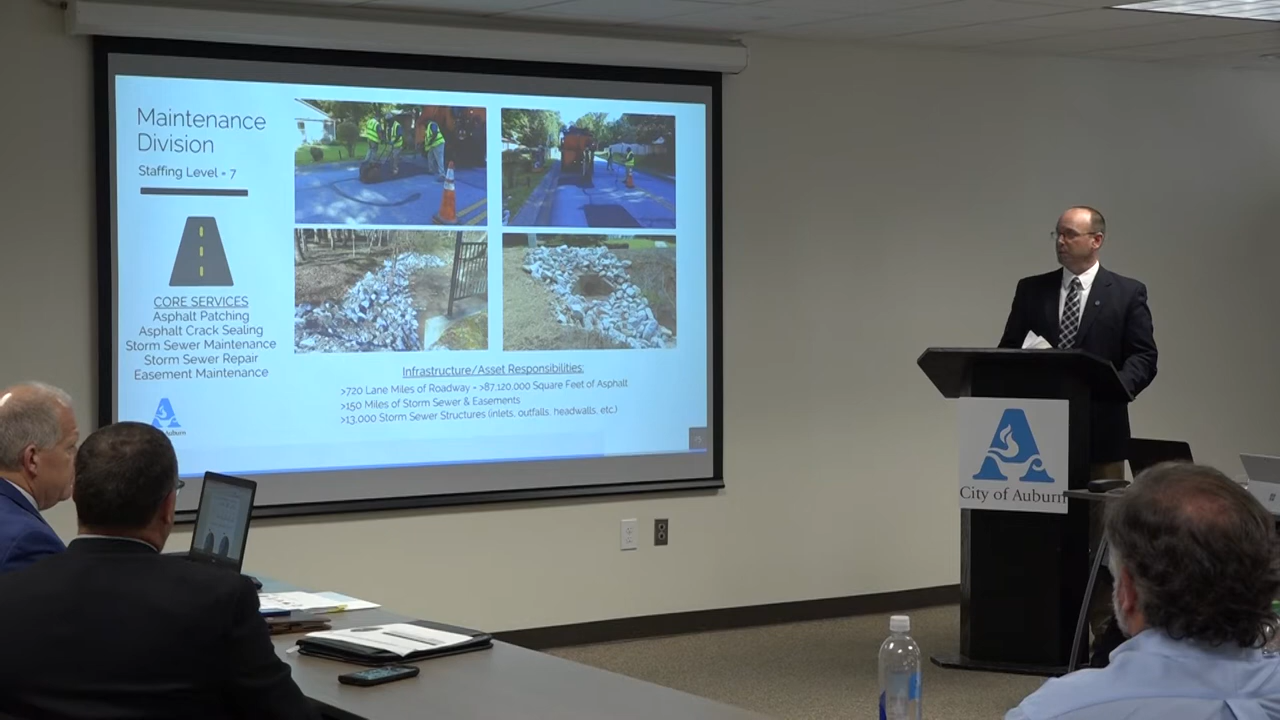 Maintenance
Division
Staffing Level = 7
CORE SERVICES
Asphalt Patching
Asphalt Crack Sealing
Storm Sewer Maintenance
Storm Sewer Repair
Easement Maintenance
Infrastructure/Asset Responsibilities:
>720 Lane Miles of Roadway = >87,120,000 Square Feet of Asphalt
>150 Miles of Storm Sewer & Easements
>13,000 Storm Sewer Structures (inlets, outfalls, headwalls, etc.)
Auburn
City of Auburn